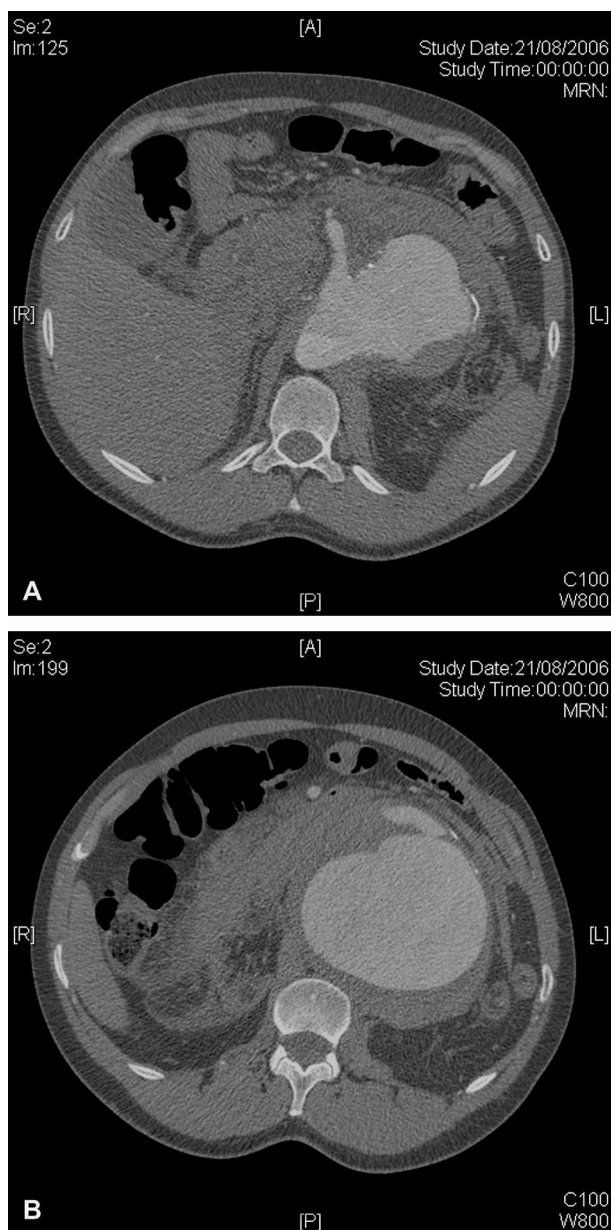 Se:2
Im:125
[A]
Study Date:21/08/2006
Study Time:00:00:00
MRN:
[R]
[L]
A
[P]
C100
W800
Se:2
Im:199
[A]
Study Date:21/08/2006
Study Time:00:00:00
MRN:
[R]
[L]
B
[P]
C100
W800